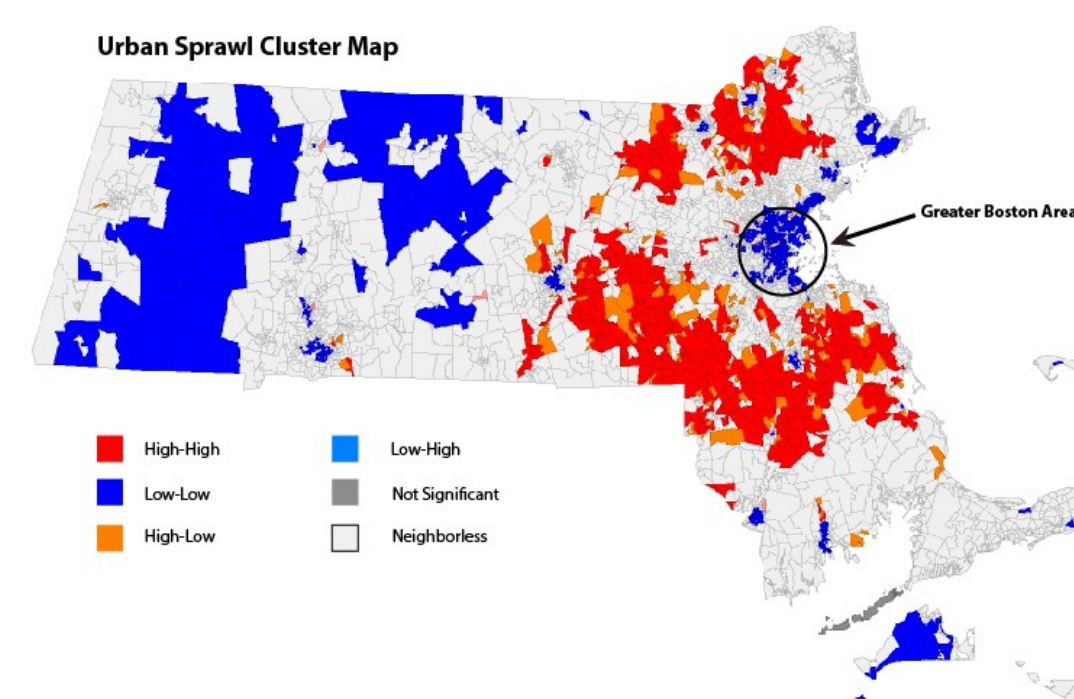 Urban Sprawl Cluster Map
Greater Boston Area
High-High
Low-High
Low-Low
Not Significant
High-Low
Neighborless